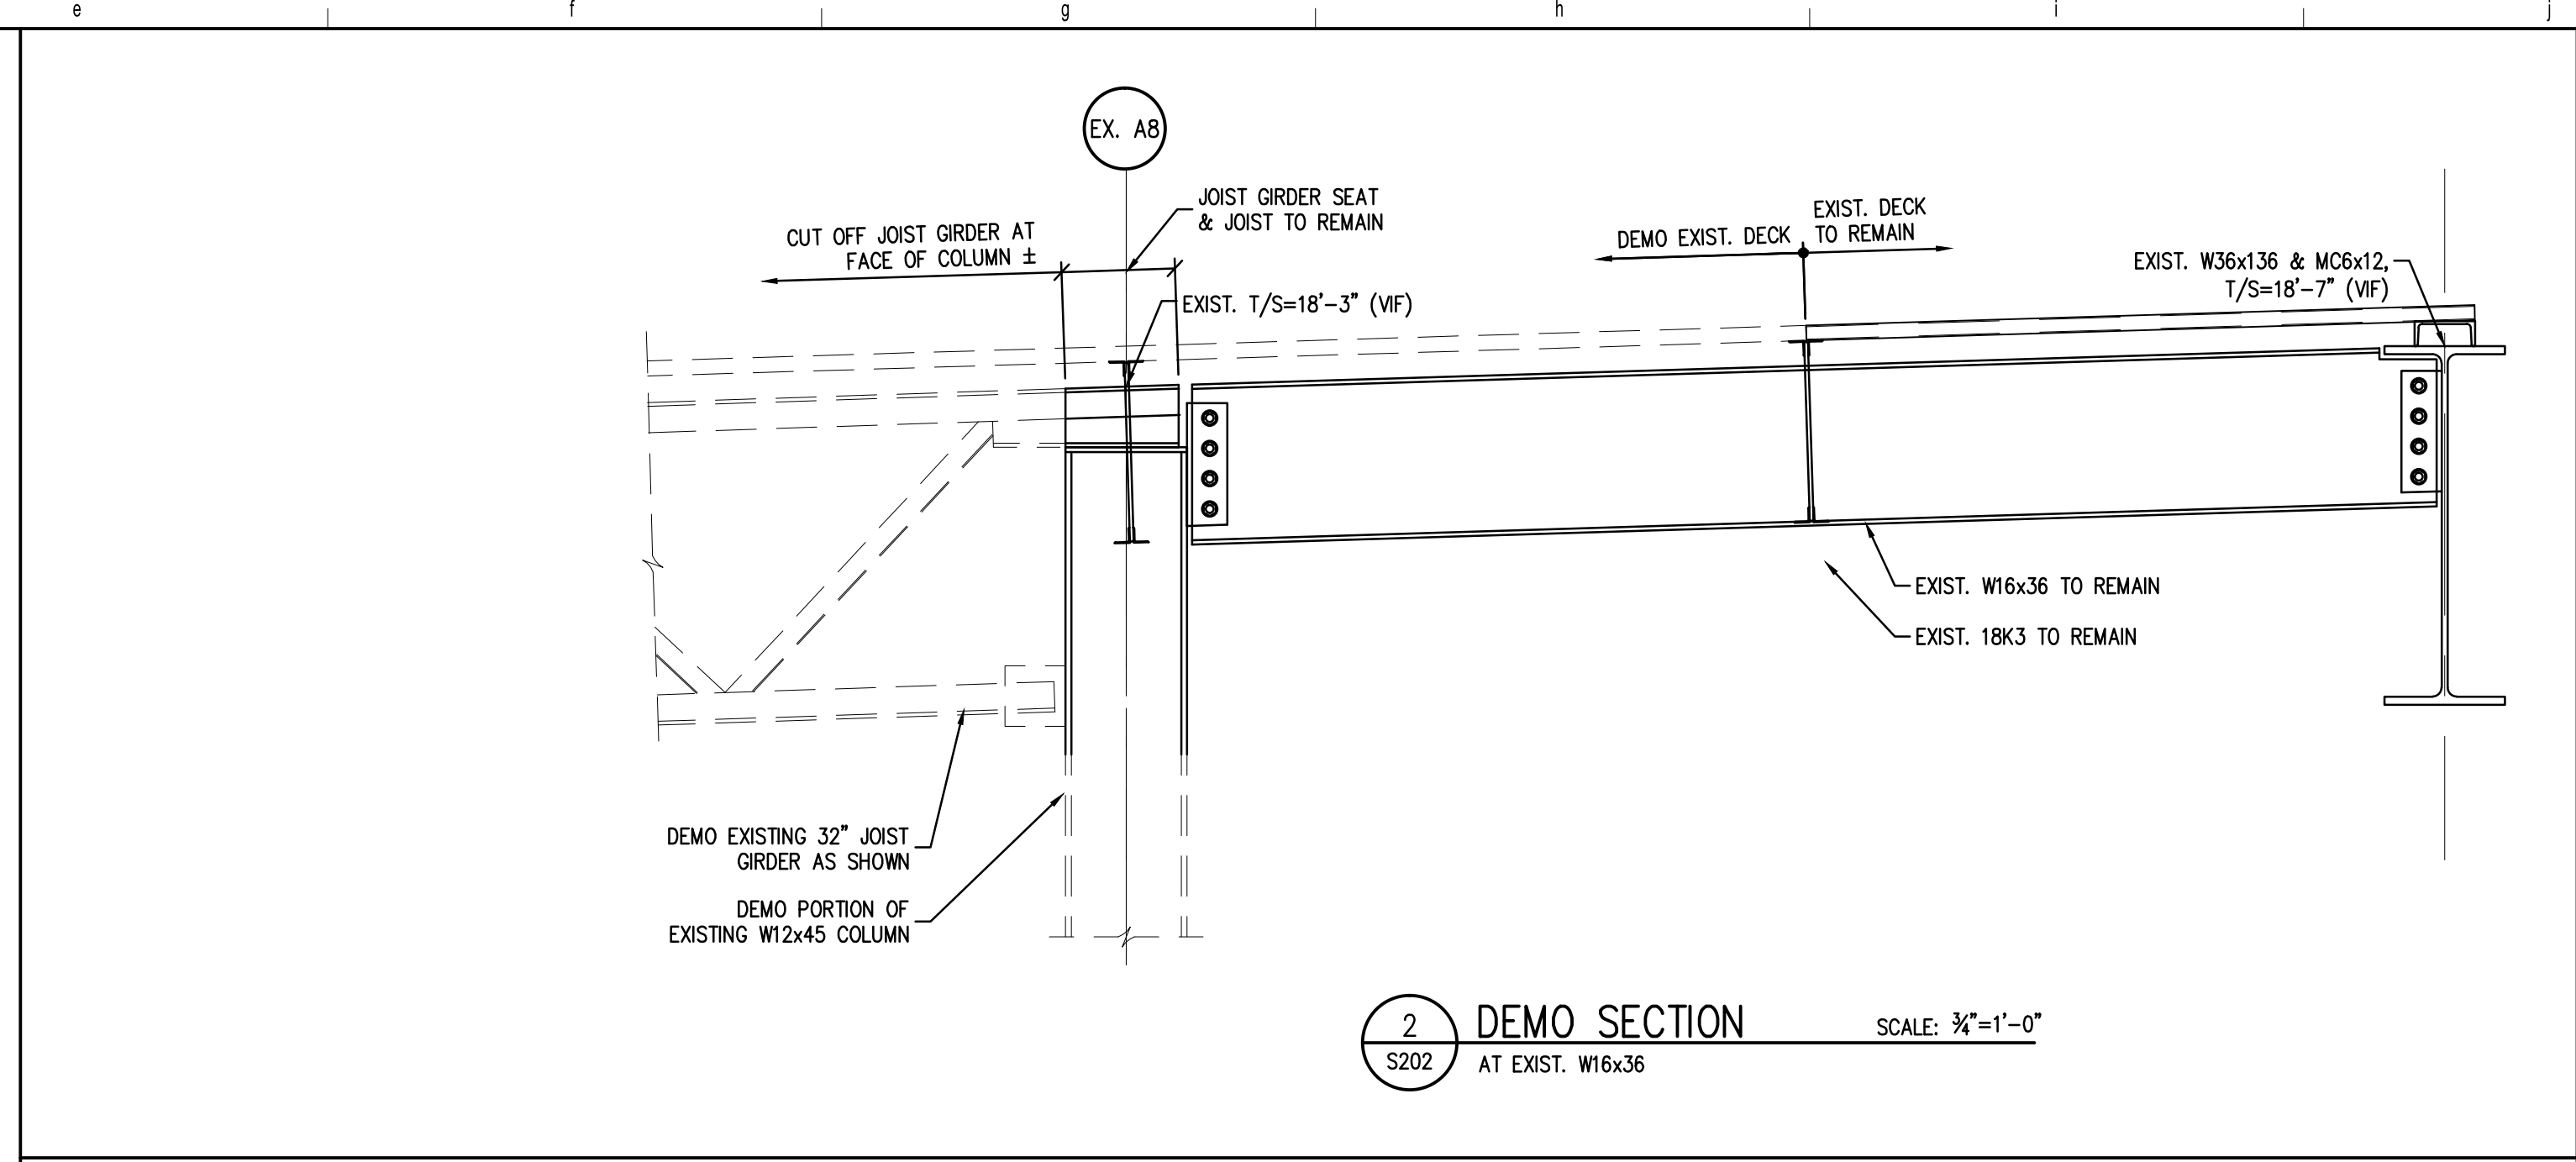 e f g h i j
EX. A8
JOIST GIRDER SEAT
& JOIST TO REMAIN
CUT OFF JOIST GIRDER AT
FACE OF COLUMN ±
EXIST. T/S=18'-3" (VIF)
DEMO EXIST. DECK
EXIST. DECK
TO REMAIN
EXIST. W36x136 & MC6x12,
T/S=18'-7" (VIF)
EXIST. W16x36 TO REMAIN
EXIST. 18K3 TO REMAIN
DEMO EXISTING 32" JOIST
GIRDER AS SHOWN
DEMO PORTION OF
EXISTING W12x45 COLUMN
2
S202
DEMO SECTION
SCALE: ¾"=1'-0"
AT EXIST. W16x36